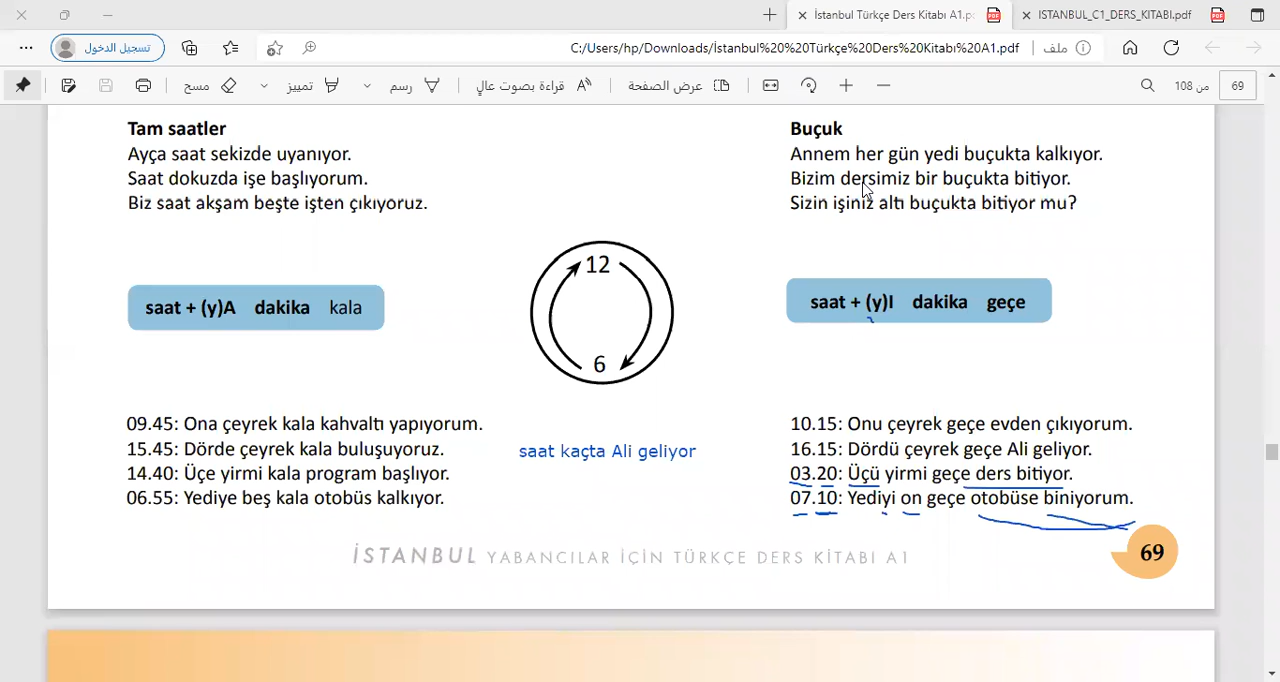 İstanbul Türkçe Ders Kitabı A1.pc
ISTANBUL_C1_DERS_KITABI.pdf
تسجيل الدخول
C:/Users/hp/Downloads/İstanbul%20%20Türkçe%20Ders%20Kitabı%20A1.pdf
ملف
مسح
تمييز
رسم
قراءة بصوت عالٍ
عرض الصفحة
من 108
69
Tam saatler
Ayça saat sekizde uyanıyor.
Saat dokuzda işe başlıyorum.
Biz saat akşam beşte işten çıkıyoruz.
Buçuk
Annem her gün yedi buçukta kalkıyor.
Bizim dersimiz bir buçukta bitiyor.
Sizin işiniz altı buçukta bitiyor mu?
saat + (y)A dakika kala
12
6
saat + (y)I dakika geçe
09.45: Ona çeyrek kala kahvaltı yapıyorum.
15.45: Dörde çeyrek kala buluşuyoruz.
14.40: Üçe yirmi kala program başlıyor.
06.55: Yediye beş kala otobüs kalkıyor.
saat kaçta Ali geliyor
10.15: Onu çeyrek geçe evden çıkıyorum.
16.15: Dördü çeyrek geçe Ali geliyor.
03.20: Üçü yirmi geçe ders bitiyor.
07.10: Yediyi on geçe otobüse biniyorum.
İSTANBUL YABANCILAR İÇİN TÜRKÇE DERS KİTABI A1
69